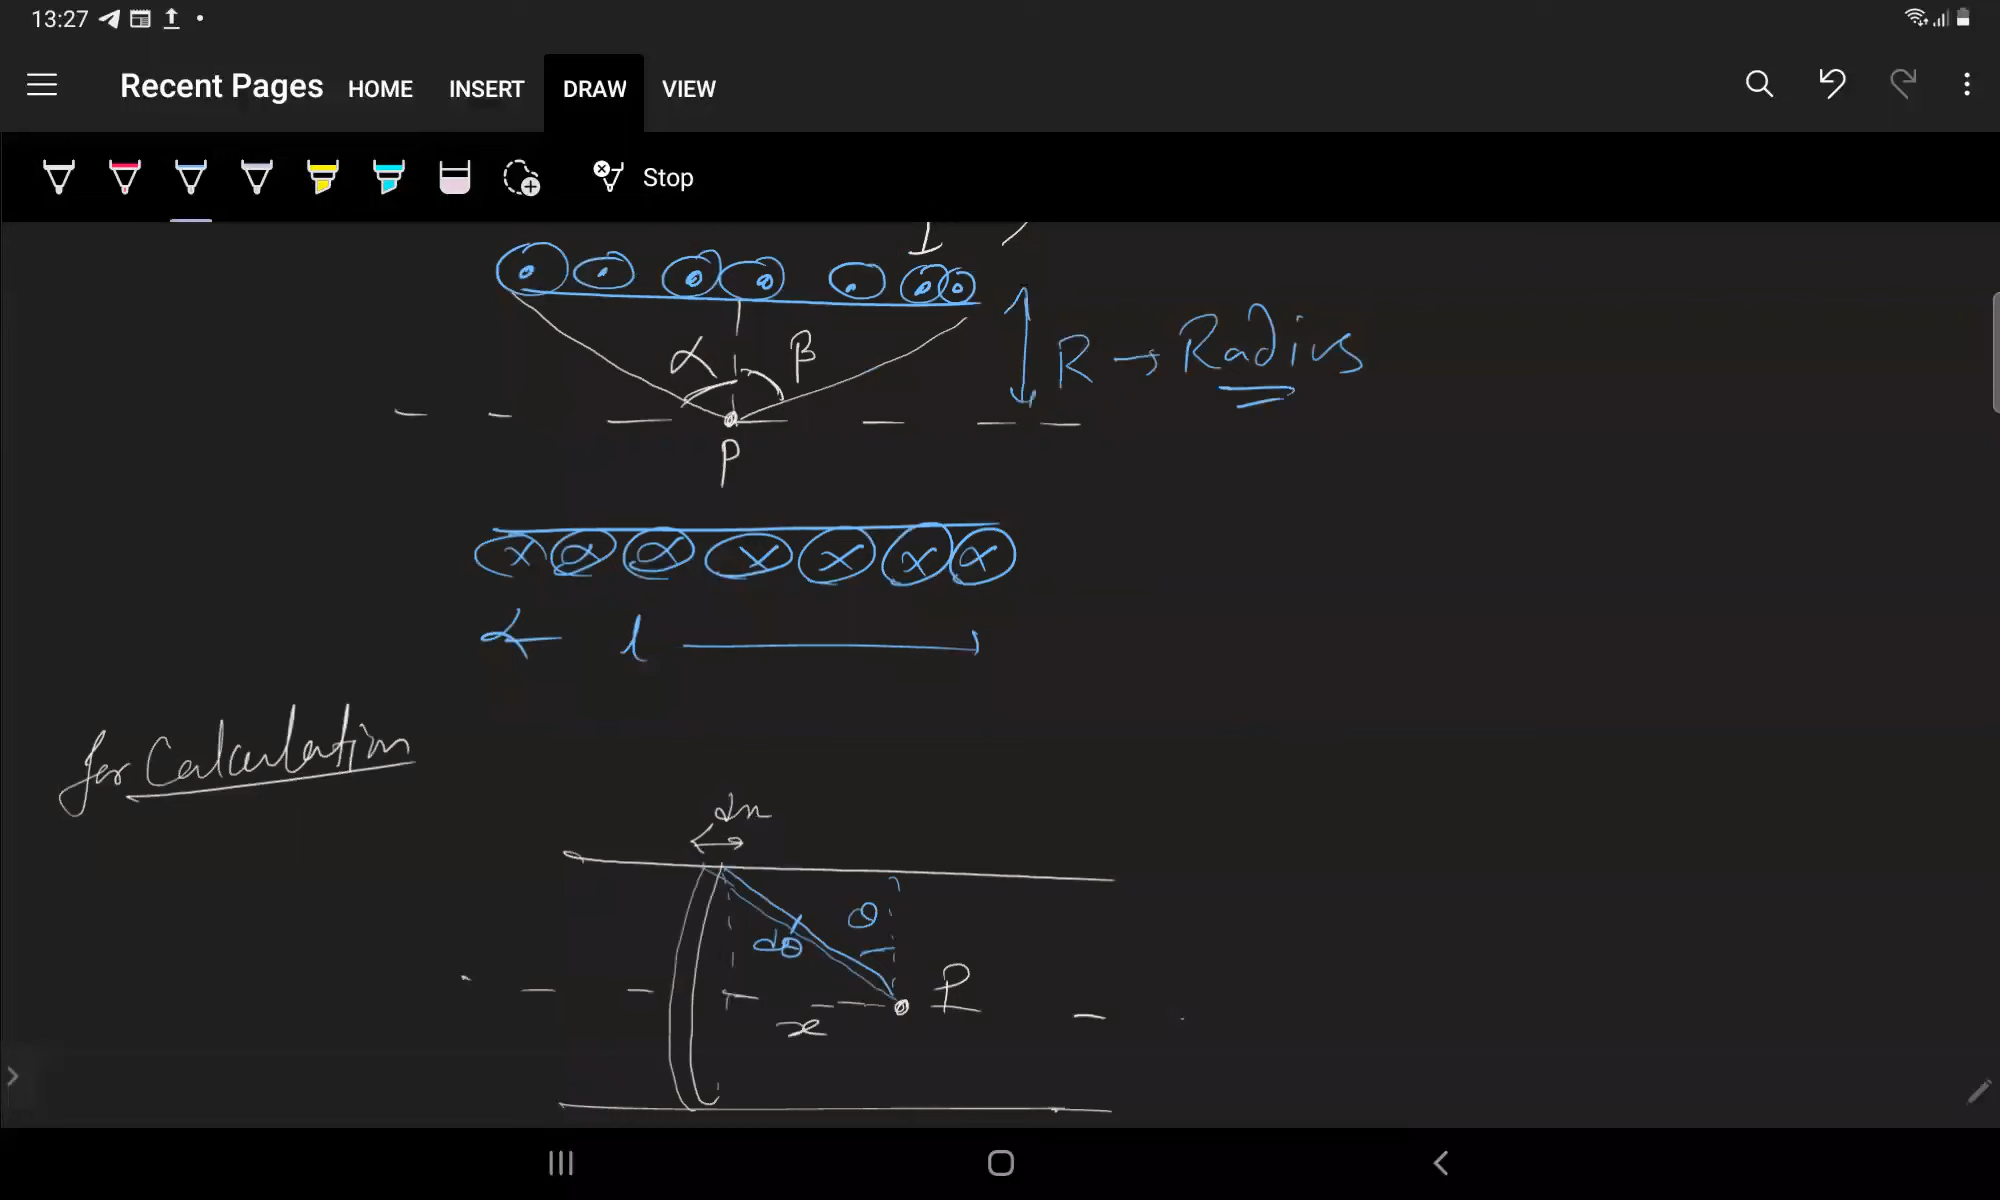 13:27
Recent Pages HOME INSERT DRAW VIEW
Stop
I
α β
R → Radius
P
l
for Calculation
dx
θ
dθ
P
x